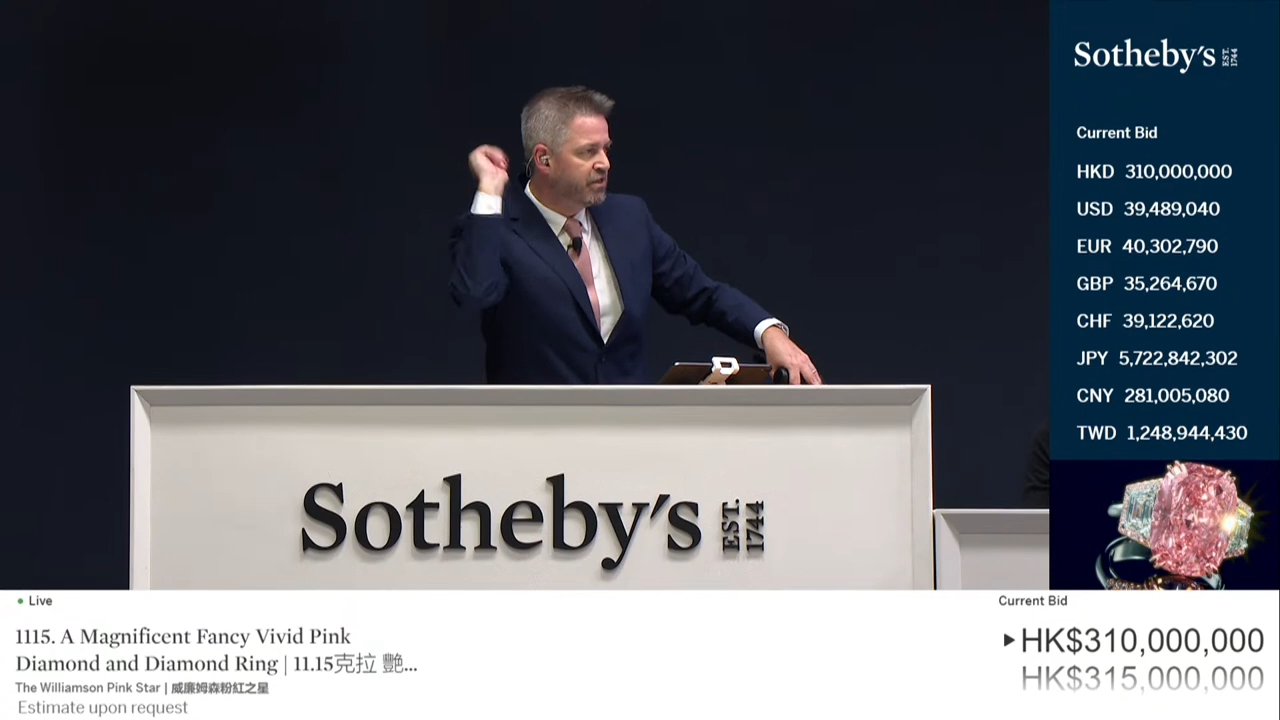 Sotheby's EST. 1744
Current Bid
HKD 310,000,000
USD 39,489,040
EUR 40,302,790
GBP 35,264,670
CHF 39,122,620
JPY 5,722,842,302
CNY 281,005,080
TWD 1,248,944,430
Sotheby's EST. 1744
Live
1115. A Magnificent Fancy Vivid Pink
Diamond and Diamond Ring | 11.15克拉 艷...
The Williamson Pink Star | 威廉姆森粉紅之星
Estimate upon request
Current Bid
HK$310,000,000
HK$315,000,000